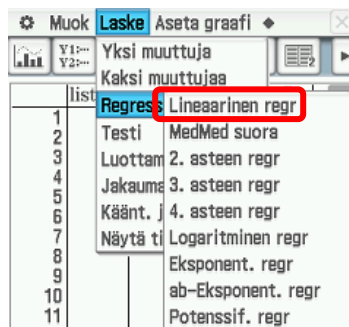 Muok Laske Aseta graafi
Y1:...
Y2:...
Yksi muuttuja
Kaksi muuttujaa
list
Regress Lineaarinen regr
1
Testi MedMed suora
2
Luottam 2. asteen regr
3
Jakauma 3. asteen regr
4
5
Käänt. j 4. asteen regr
6
Näytä ti Logaritminen regr
7
8
Eksponent. regr
9
ab-Eksponent. regr
10
Potenssif. regr
11